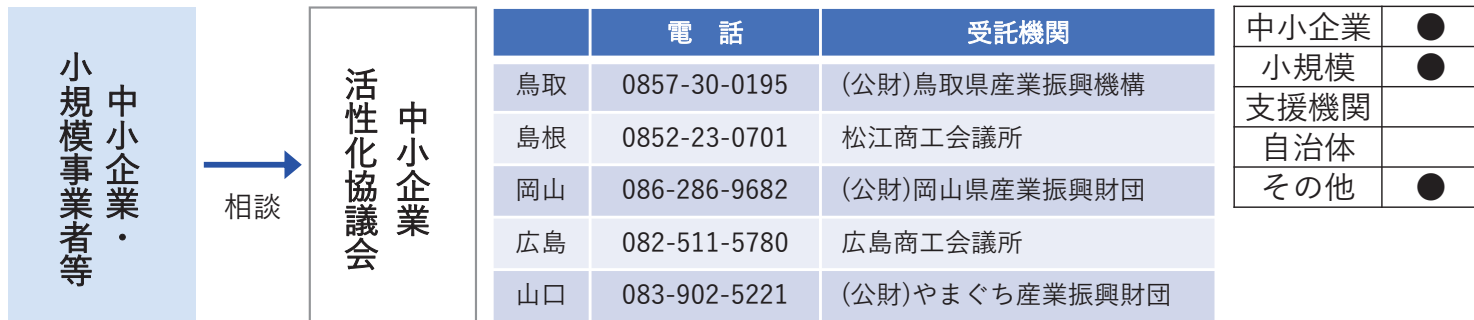 中小企業・
小規模事業者等
相談
中小企業
活性化協議会
電　話 受託機関
鳥取 0857-30-0195 (公財)鳥取県産業振興機構
島根 0852-23-0701 松江商工会議所
岡山 086-286-9682 (公財)岡山県産業振興財団
広島 082-511-5780 広島商工会議所
山口 083-902-5221 (公財)やまぐち産業振興財団
中小企業 ●
小規模 ●
支援機関
自治体
その他 ●